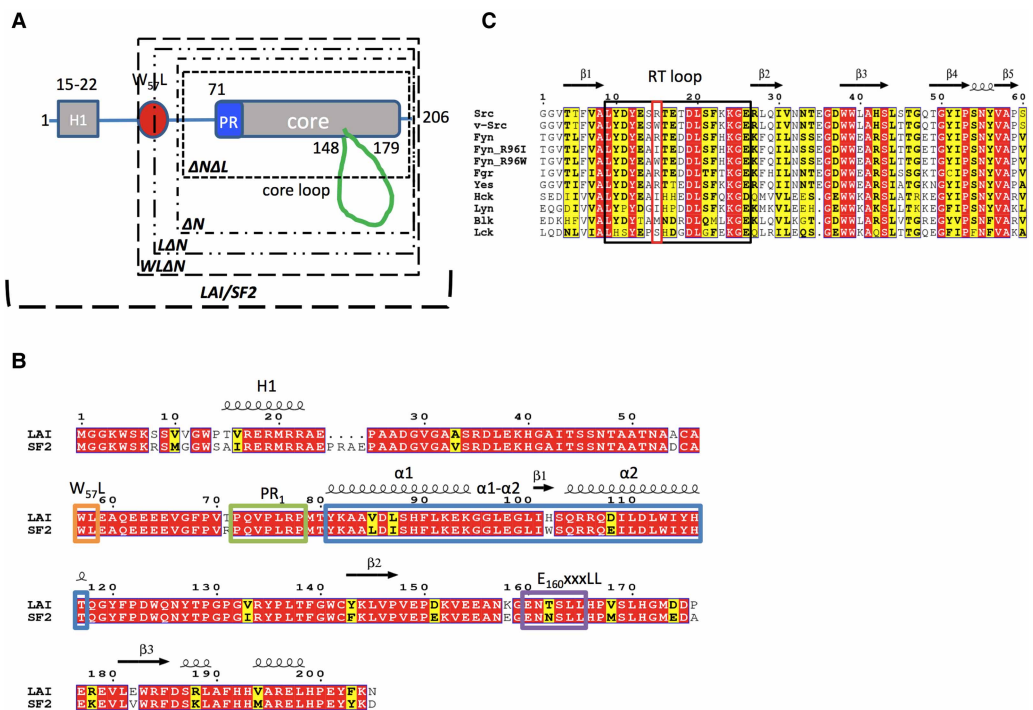 A
W57L
15-22
71
1
H1
PR
core
206
148
179
core loop
ΔNΔL
ΔN
LΔN
WLΔN
LAI/SF2
C
β1 RT loop β2 β3 β4 β5
1 10 20 30 40 50 60
Src GGVTTFVALYDYESRTETDLSFKKGERLQIVNNTEGDWWLAHSLSTGQTGYIPSNYVAPS
v-Src GGVTTFVALYDYESWTETDLSFKKGERLQIVNNTEGDWWLAHSLTTGQTGYIPSNYVAPS
Fyn TGVTLFVALYDYEARTEDDLSFHKGEKFQILNSSEGDWWEARSLTTGETGYIPSNYVAPV
Fyn_R96I TGVTLFVALYDYEAITEDDLSFHKGEKFQILNSSEGDWWEARSLTTGETGYIPSNYVAPV
Fyn_R96W TGVTLFVALYDYEAWTEDDLSFHKGEKFQILNSSEGDWWEARSLTTGETGYIPSNYVAPV
Fgr TGVTLFIALYDYEARTEDDLTFTKGEKFHILNNTEGDWWEARSLSSGKTGCIPSNYVAPV
Yes GGVTIFVALYDYEARTTEDLSFKKGERFQIINNTEGDWWEARSIATGKNGYIPSNYVAPA
Hck SEDIIVVALYDYEAIHHEDLSFQKGDQMVVLEES.GEWWKARSLATRKEGYIPSNYVARV
Lyn EQGDIVVALYPYDGIHPDDLSFKKGEKMKVLEEH.GEWWKAKSLLTKKEGFIPSNYVAKL
Blk EDKHFVVALYDYTAMNDRDLQMLKGEKLQVLKGT.GDWWLARSLVTGREGYVPSNFVARV
Lck DNLVIALHSYEPSHDGDLGFEKGEQLRILEQS.GEWWKAQSLTTGQEGFIPFNFVAKA
B
H1
1 10 20 30 40 50
LAI MGGKWSKSSVVGWPTVRERMRRAE....PAADGVGAASRDLEKHGAITSSNTAATNAACA
SF2 MGGKWSKRSMGGWSAIRERMRRAEPRAEPAADGVGAVSRDLEKHGAITSSNTAATNADCA
W57L PR1 α1 α1-α2 β1 α2
60 70 80 90 100 110
LAI WLEAQEEEEVGFPVTPQVPLRPMTYKAAVDLSHFLKEKGGLEGLIHSQRRQDILDLWIYH
SF2 WLEAQEEEEVGFPVRPQVPLRPMTYKAALDISHFLKEKGGLEGLIWSQRRQEILDLWIYH
β2 E160xxxLL
120 130 140 150 160 170
LAI TQGYFPDWQNYTPGPGVRYPLTFGWCYKLVPVEPDKVEEANKGENTSLLHPVSLHGMDDP
SF2 TQGYFPDWQNYTPGPGIRYPLTFGWCFKLVPVEPEKVEEANEGENNSLLHPMSLHGMEDA
β3
180 190 200
LAI EREVLEWRFDSRLAFHHVARELHPEYFKN
SF2 EKEVLVWRFDSKLAFHHMARELHPEYYKD